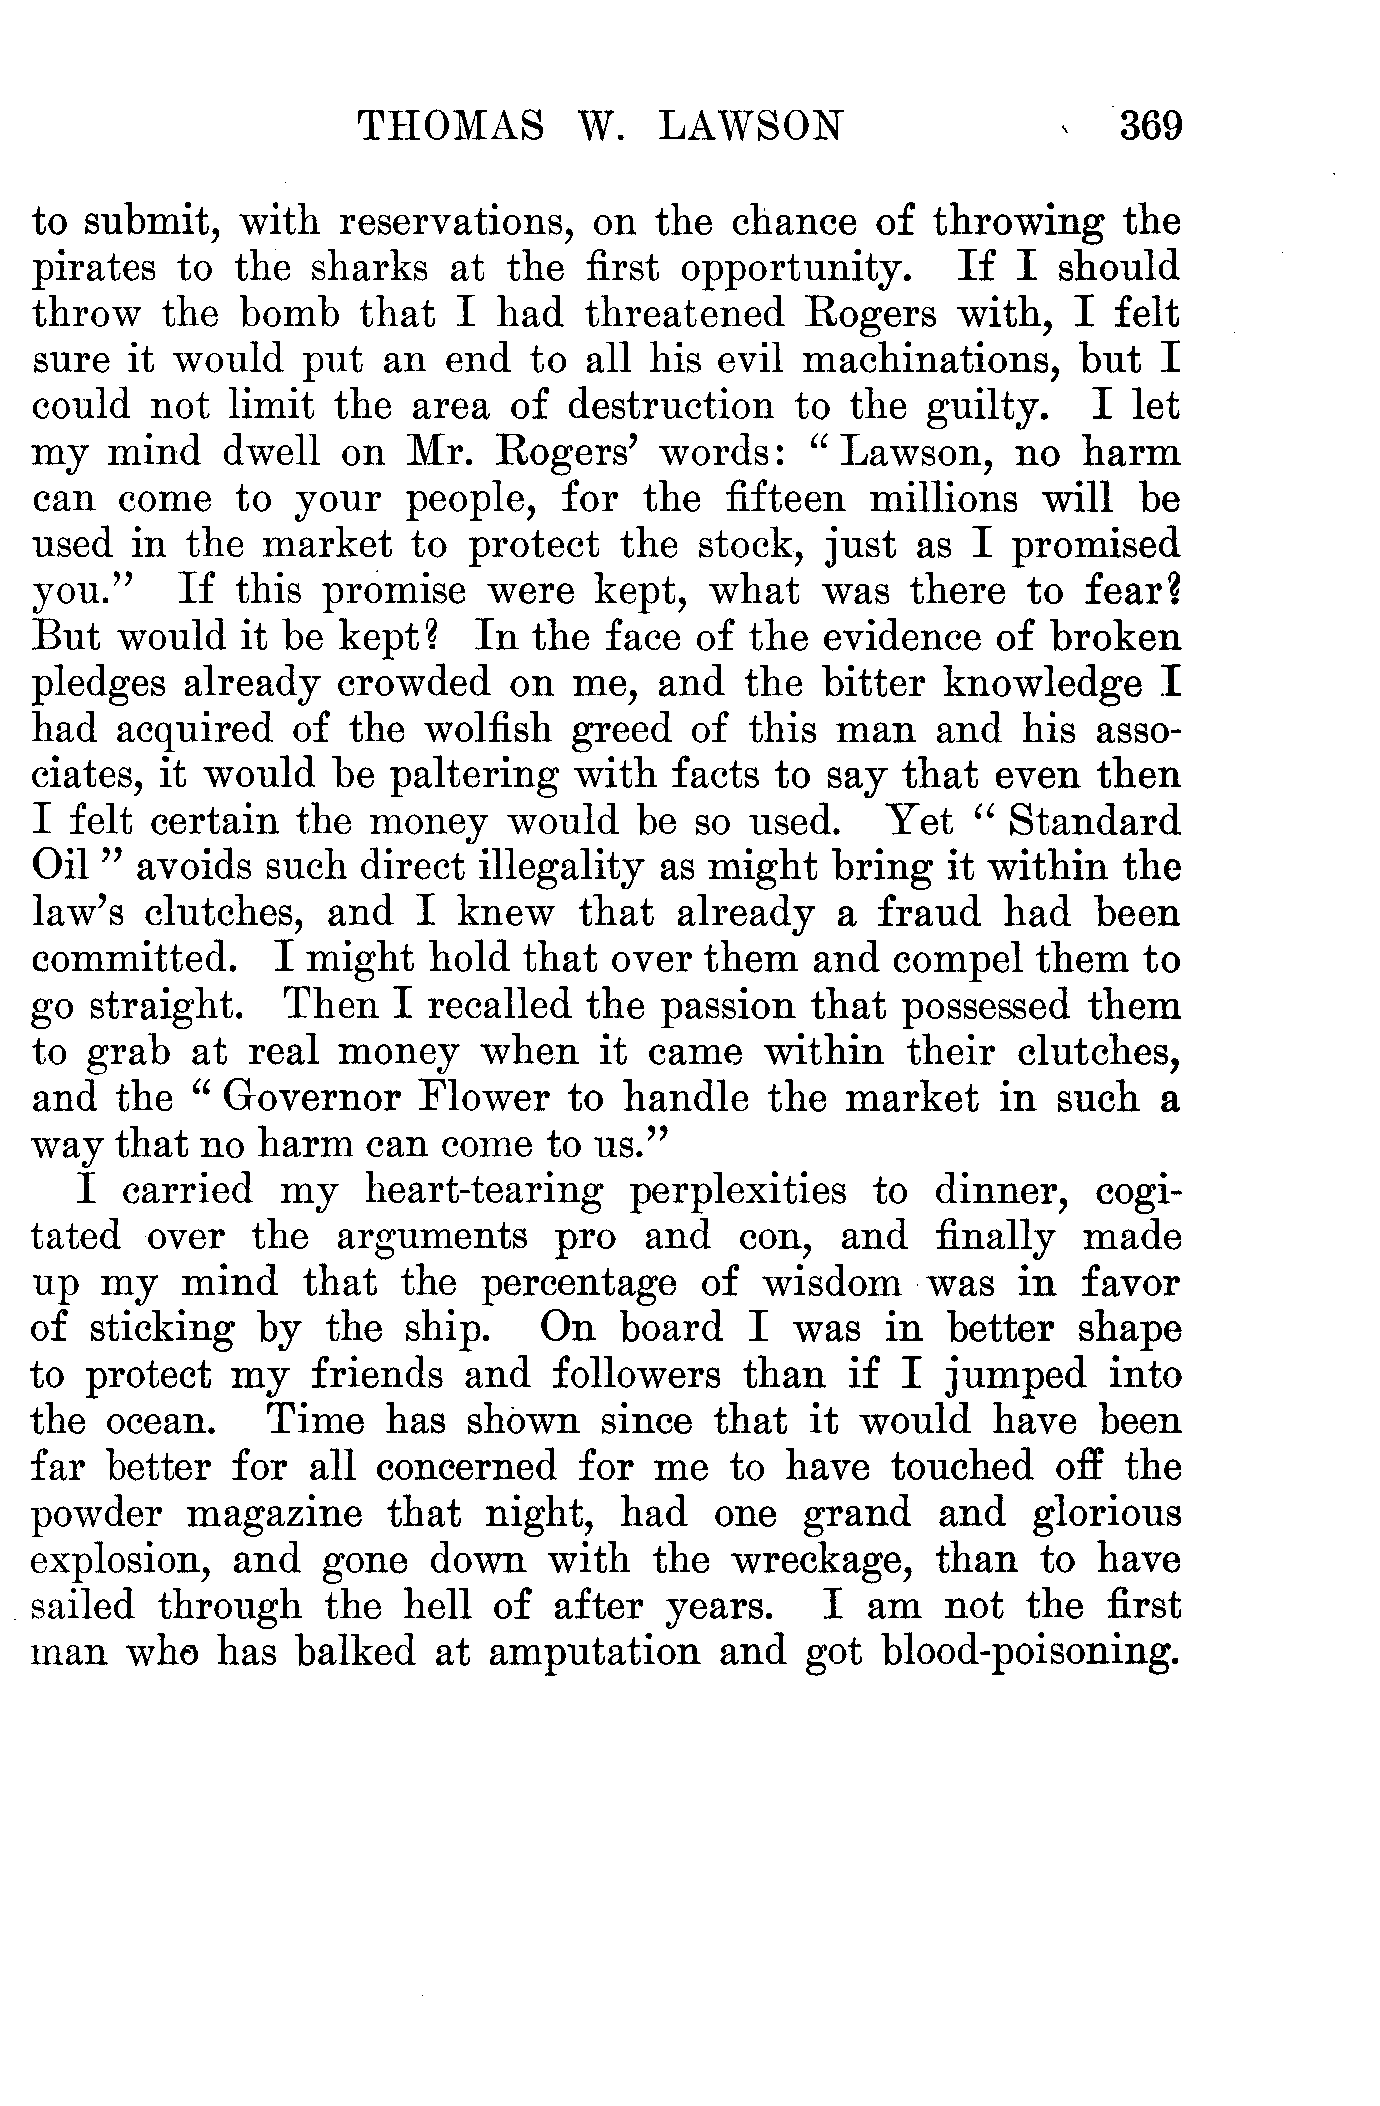 THOMAS W. LAWSON 369
to submit, with reservations, on the chance of throwing the
pirates to the sharks at the first opportunity. If I should
throw the bomb that I had threatened Rogers with, I felt
sure it would put an end to all his evil machinations, but I
could not limit the area of destruction to the guilty. I let
my mind dwell on Mr. Rogers’ words: “ Lawson, no harm
can come to your people, for the fifteen millions will be
used in the market to protect the stock, just as I promised
you.” If this promise were kept, what was there to fear?
But would it be kept? In the face of the evidence of broken
pledges already crowded on me, and the bitter knowledge I
had acquired of the wolfish greed of this man and his asso-
ciates, it would be paltering with facts to say that even then
I felt certain the money would be so used. Yet “ Standard
Oil ” avoids such direct illegality as might bring it within the
law’s clutches, and I knew that already a fraud had been
committed. I might hold that over them and compel them to
go straight. Then I recalled the passion that possessed them
to grab at real money when it came within their clutches,
and the “ Governor Flower to handle the market in such a
way that no harm can come to us.”
I carried my heart-tearing perplexities to dinner, cogi-
tated over the arguments pro and con, and finally made
up my mind that the percentage of wisdom was in favor
of sticking by the ship. On board I was in better shape
to protect my friends and followers than if I jumped into
the ocean. Time has shown since that it would have been
far better for all concerned for me to have touched off the
powder magazine that night, had one grand and glorious
explosion, and gone down with the wreckage, than to have
sailed through the hell of after years. I am not the first
man who has balked at amputation and got blood-poisoning.